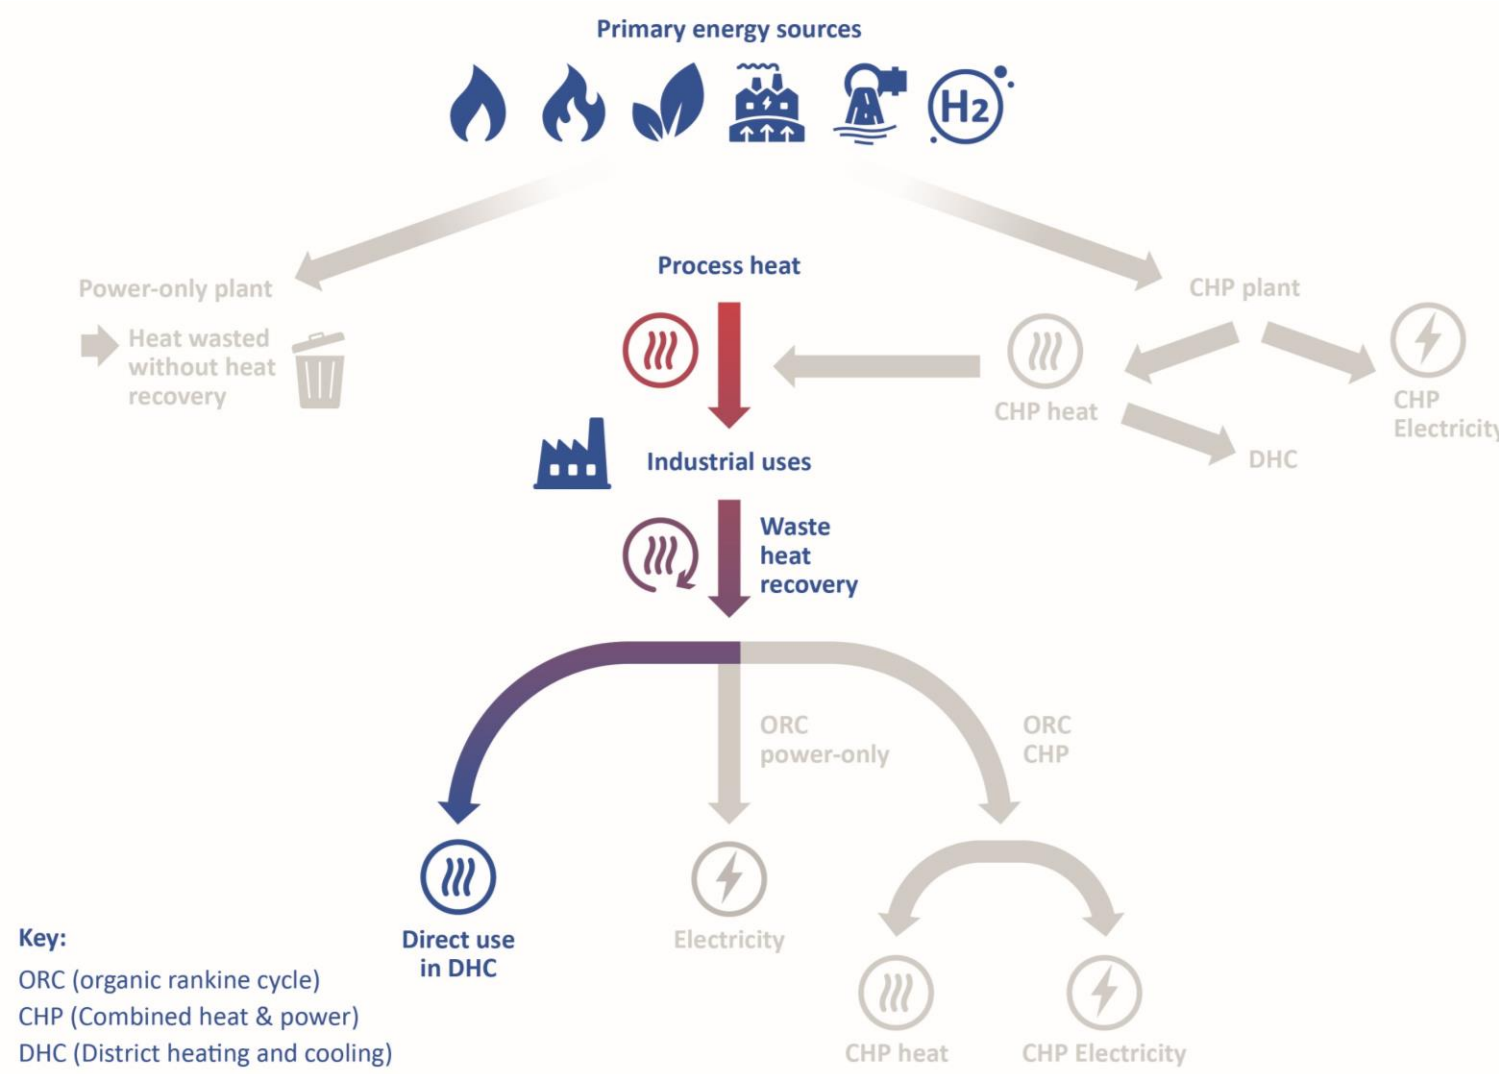 Primary energy sources
H2
Process heat
Power-only plant
Heat wasted
without heat
recovery
CHP plant
CHP heat
CHP
Electricity
DHC
Industrial uses
Waste
heat
recovery
ORC
power-only
ORC
CHP
Direct use
in DHC
Electricity
CHP heat
CHP Electricity
Key:
ORC (organic rankine cycle)
CHP (Combined heat & power)
DHC (District heating and cooling)